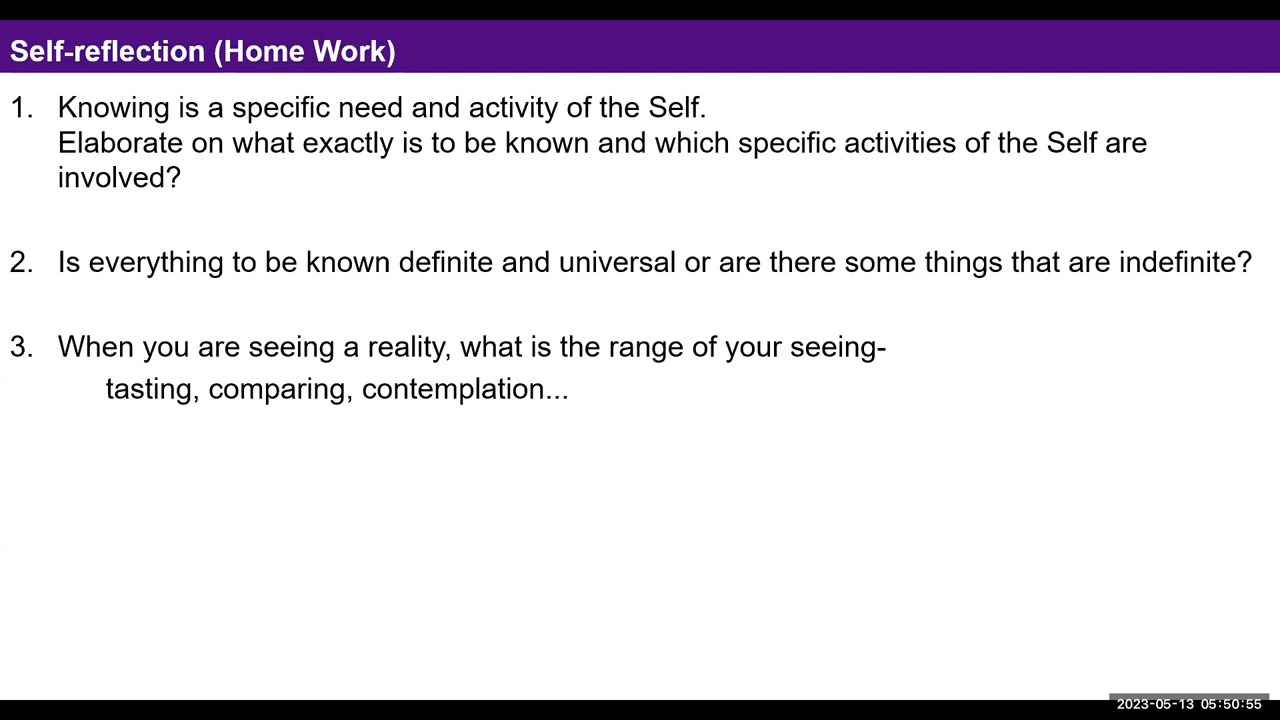 Self-reflection (Home Work)
1. Knowing is a specific need and activity of the Self.
Elaborate on what exactly is to be known and which specific activities of the Self are
involved?
2. Is everything to be known definite and universal or are there some things that are indefinite?
3. When you are seeing a reality, what is the range of your seeing-
tasting, comparing, contemplation...
2023-05-13 05:50:55